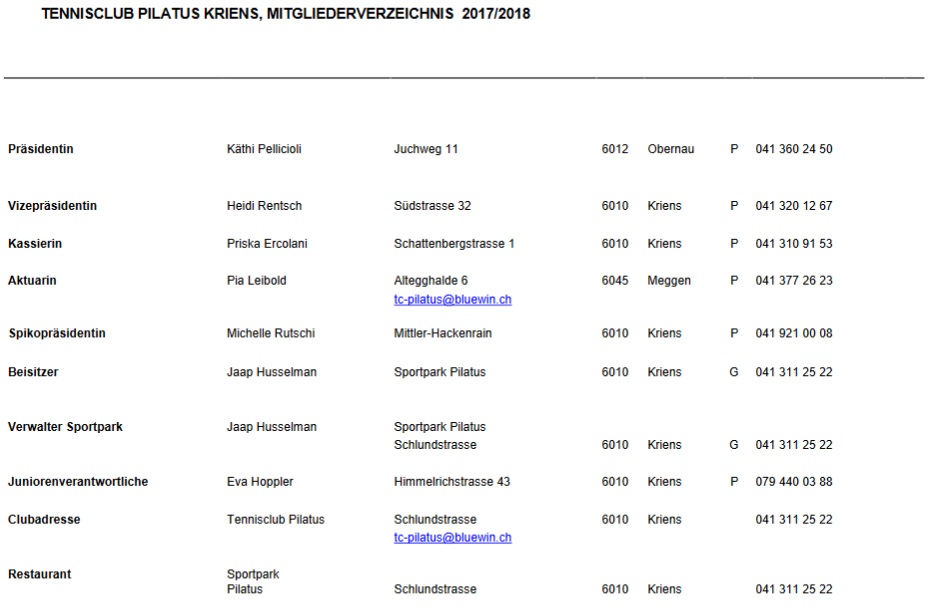 TENNISCLUB PILATUS KRIENS, MITGLIEDERVERZEICHNIS 2017/2018
Präsidentin Käthi Pellicioli Juchweg 11 6012 Obernau P 041 360 24 50
Vizepräsidentin Heidi Rentsch Südstrasse 32 6010 Kriens P 041 320 12 67
Kassierin Priska Ercolani Schattenbergstrasse 1 6010 Kriens P 041 310 91 53
Aktuarin Pia Leibold Altegghalde 6 6045 Meggen P 041 377 26 23
tc-pilatus@bluewin.ch
Spikopräsidentin Michelle Rutschi Mittler-Hackenrain 6010 Kriens P 041 921 00 08
Beisitzer Jaap Husselman Sportpark Pilatus 6010 Kriens G 041 311 25 22
Verwalter Sportpark Jaap Husselman Sportpark Pilatus
Schlundstrasse 6010 Kriens G 041 311 25 22
Juniorenverantwortliche Eva Hoppler Himmelrichstrasse 43 6010 Kriens P 079 440 03 88
Clubadresse Tennisclub Pilatus Schlundstrasse 6010 Kriens 041 311 25 22
tc-pilatus@bluewin.ch
Restaurant Sportpark
Pilatus Schlundstrasse 6010 Kriens 041 311 25 22